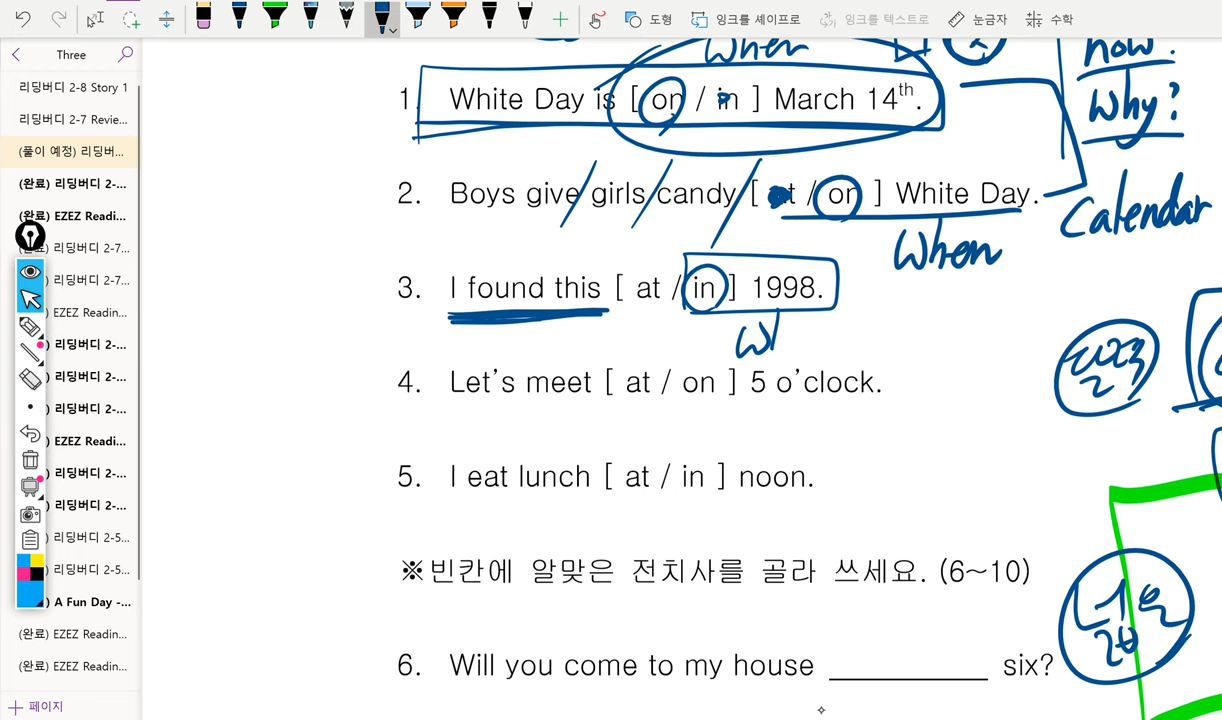 도형 잉크를 셰이프로 잉크를 텍스트로 눈금자 수학
Three
리딩버디 2-8 Story 1
리딩버디 2-7 Revie...
(풀이 예정) 리딩버...
(완료) 리딩버디 2-...
(완료) EZEZ Readi...
(완료) 리딩버디 2-7...
) 리딩버디 2-7...
) EZEZ Readin...
) 리딩버디 2-...
) 리딩버디 2-...
) 리딩버디 2-...
) EZEZ Readi...
) 리딩버디 2-...
) 리딩버디 2-...
) 리딩버디 2-5...
) 리딩버디 2-5...
) A Fun Day -...
(완료) EZEZ Readin...
(완료) EZEZ Readin...
페이지
When
how?
Why?
1. White Day is [ on / in ] March 14th.
2. Boys give girls candy [ at / on ] White Day.
Calendar
When
3. I found this [ at / in ] 1998.
W
4. Let's meet [ at / on ] 5 o'clock.
5. I eat lunch [ at / in ] noon.
※빈칸에 알맞은 전치사를 골라 쓰세요. (6~10)
6. Will you come to my house __________ six?